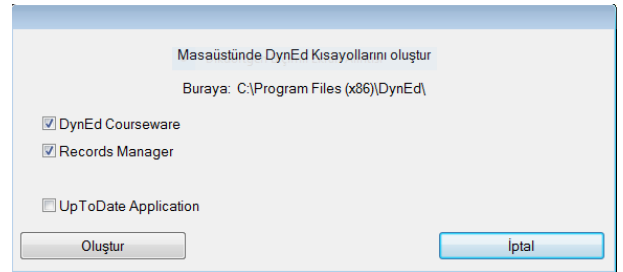 Masaüstünde DynEd Kısayollarını oluştur
Buraya: C:\Program Files (x86)\DynEd\
DynEd Courseware
Records Manager
UpToDate Application
Oluştur
İptal